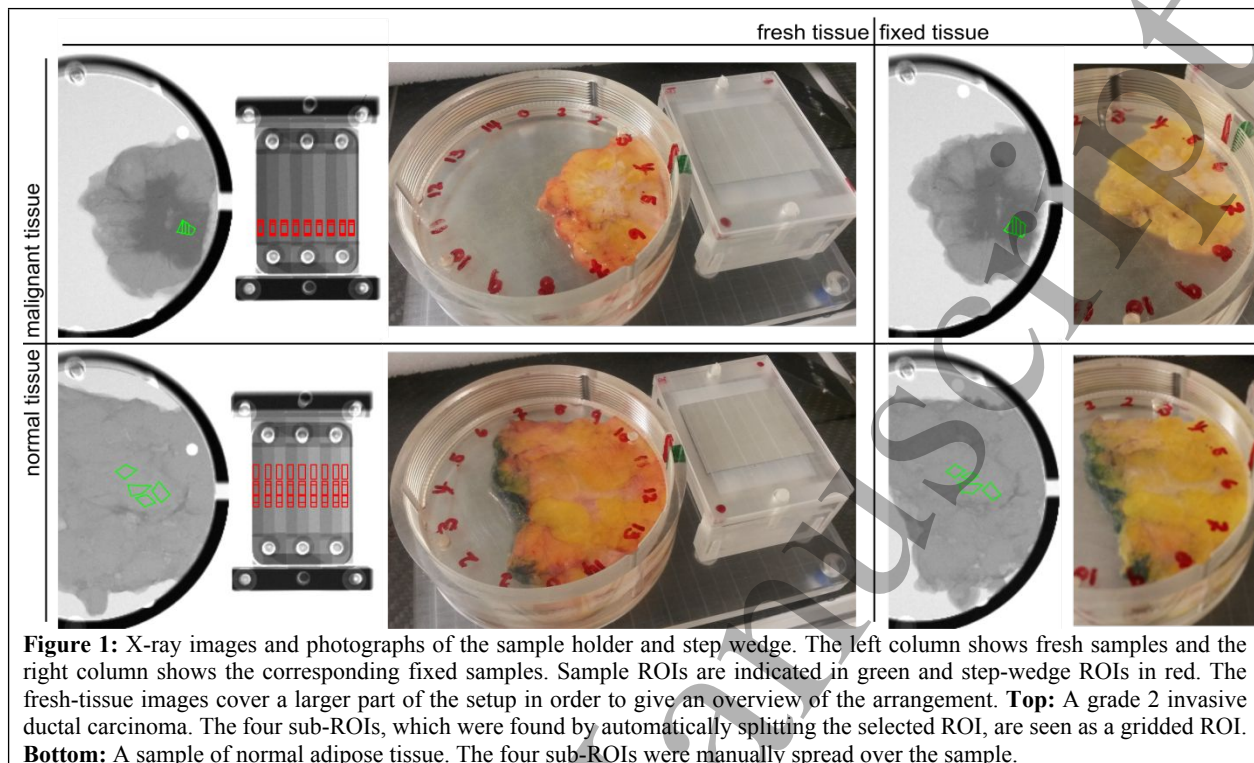 fresh tissue fixed tissue
malignant tissue
normal tissue
Figure 1: X-ray images and photographs of the sample holder and step wedge. The left column shows fresh samples and the
right column shows the corresponding fixed samples. Sample ROIs are indicated in green and step-wedge ROIs in red. The
fresh-tissue images cover a larger part of the setup in order to give an overview of the arrangement. Top: A grade 2 invasive
ductal carcinoma. The four sub-ROIs, which were found by automatically splitting the selected ROI, are seen as a gridded ROI.
Bottom: A sample of normal adipose tissue. The four sub-ROIs were manually spread over the sample.